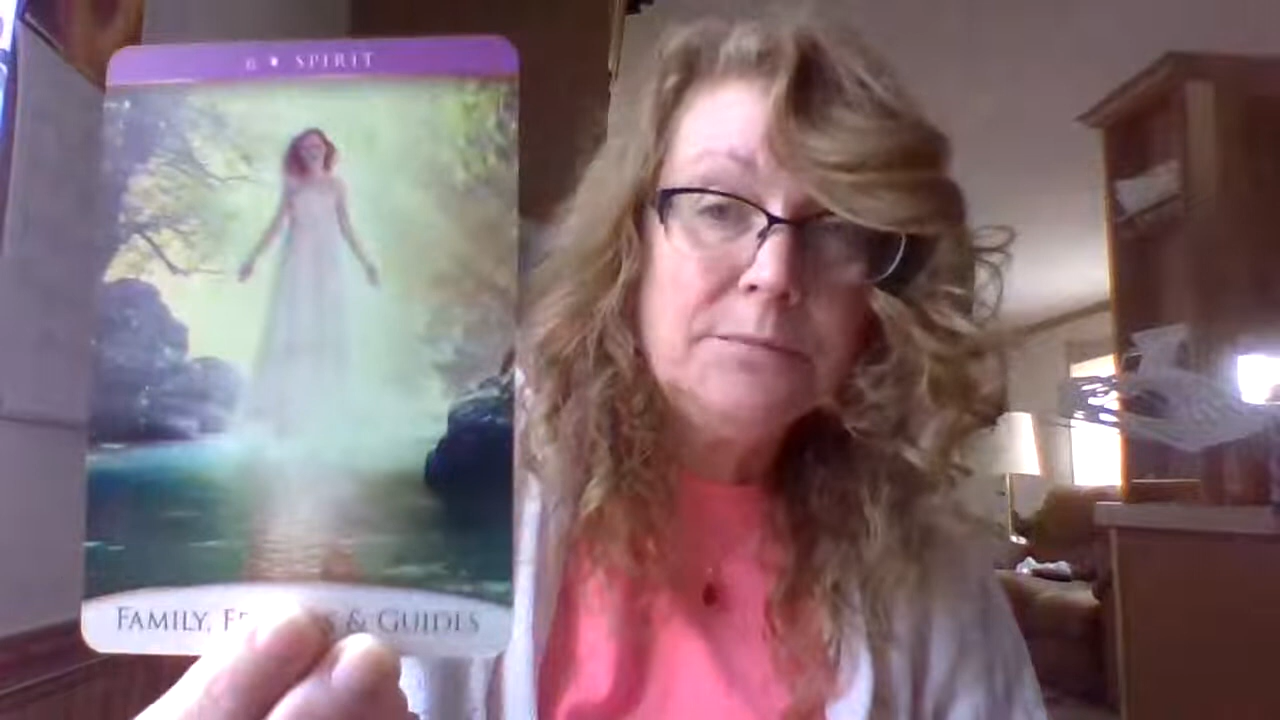 6 • SPIRIT
FAMILY, F S & GUIDES